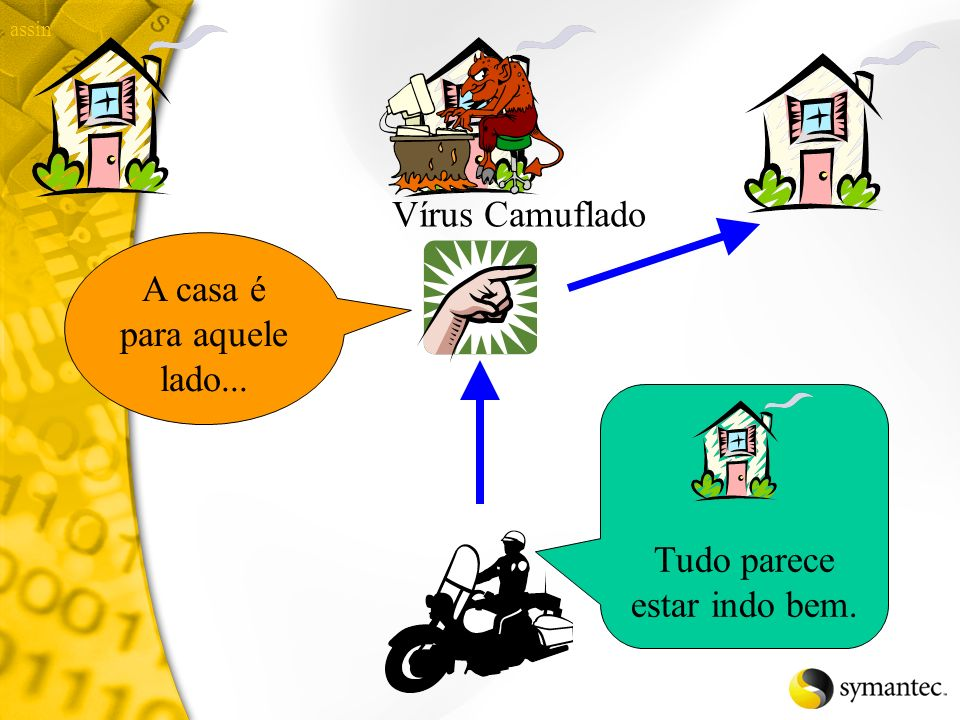 assin
Vírus Camuflado
A casa é
para aquele
lado...
Tudo parece
estar indo bem.
symantec.